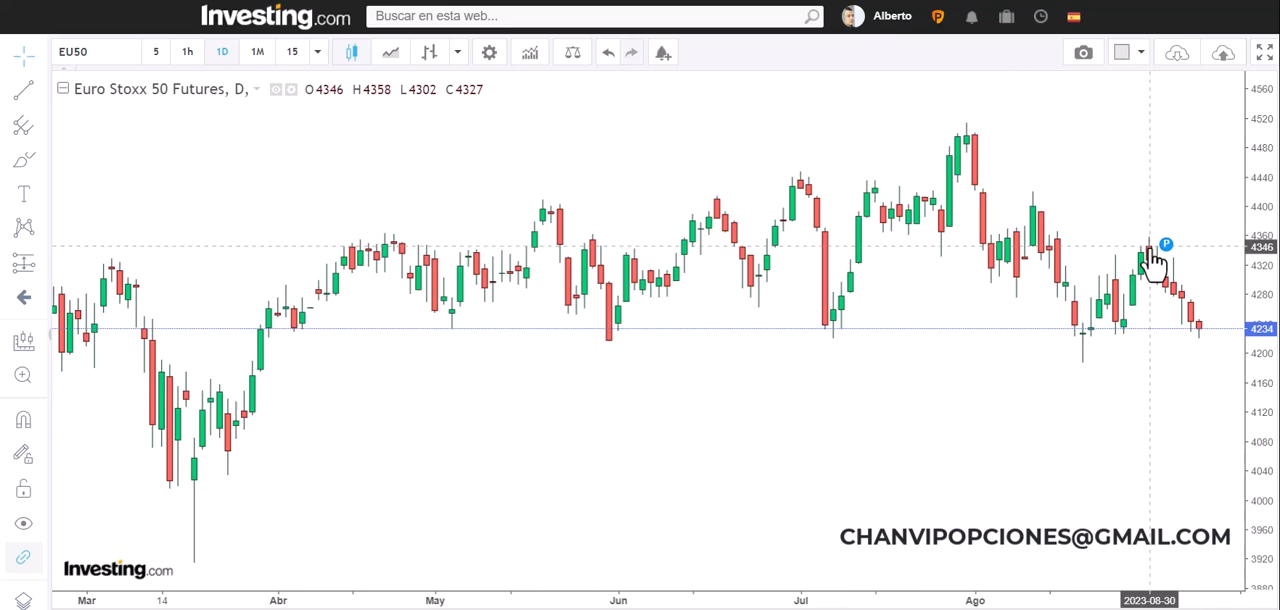 Investing.com
Buscar en esta web...
Alberto
EU50 5 1h 1D 1M 15
Euro Stoxx 50 Futures, D, O 4346 H 4358 L 4302 C 4327
4560
4520
4480
4440
4400
4360
4346
4320
4280
4234
4200
4160
4120
4080
4040
4000
3960
3920
3880
P
T
CHANVIPOPCIONES@GMAIL.COM
Investing.com
Mar 14 Abr May Jun Jul Ago 2023-08-30